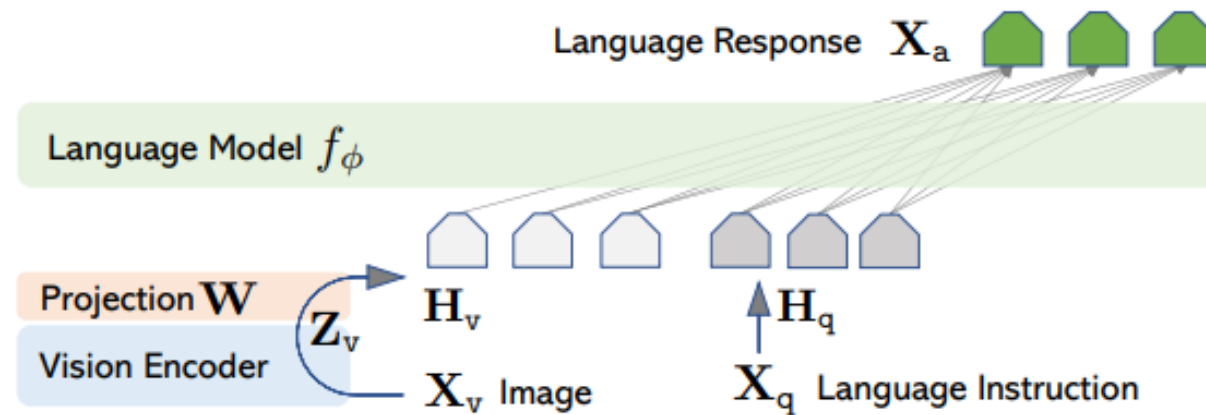 Language Response X_a
Language Model f_ϕ
Projection W
Z_v
H_v
H_q
Vision Encoder
X_v Image
X_q Language Instruction